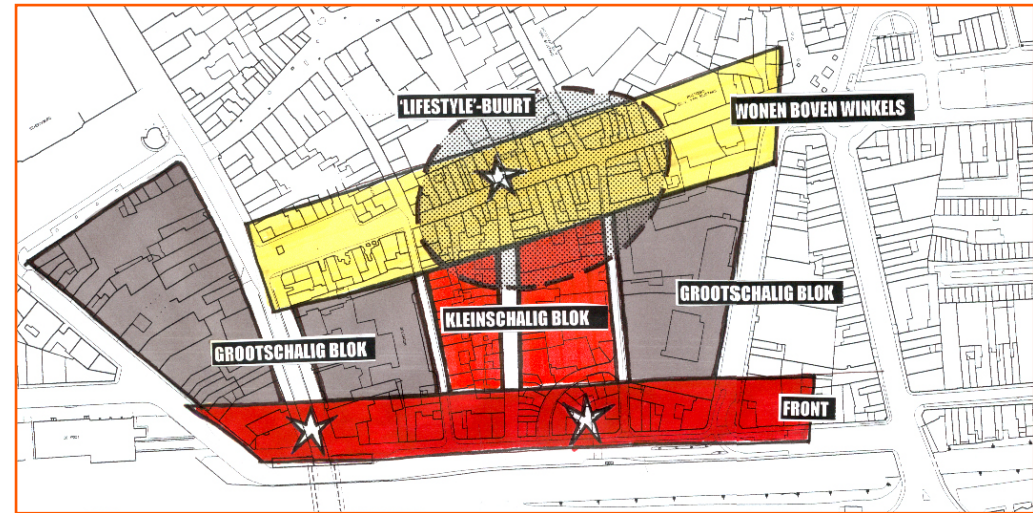 'LIFESTYLE'-BUURT
WONEN BOVEN WINKELS
GROOTSCHALIG BLOK
KLEINSCHALIG BLOK
GROOTSCHALIG BLOK
FRONT